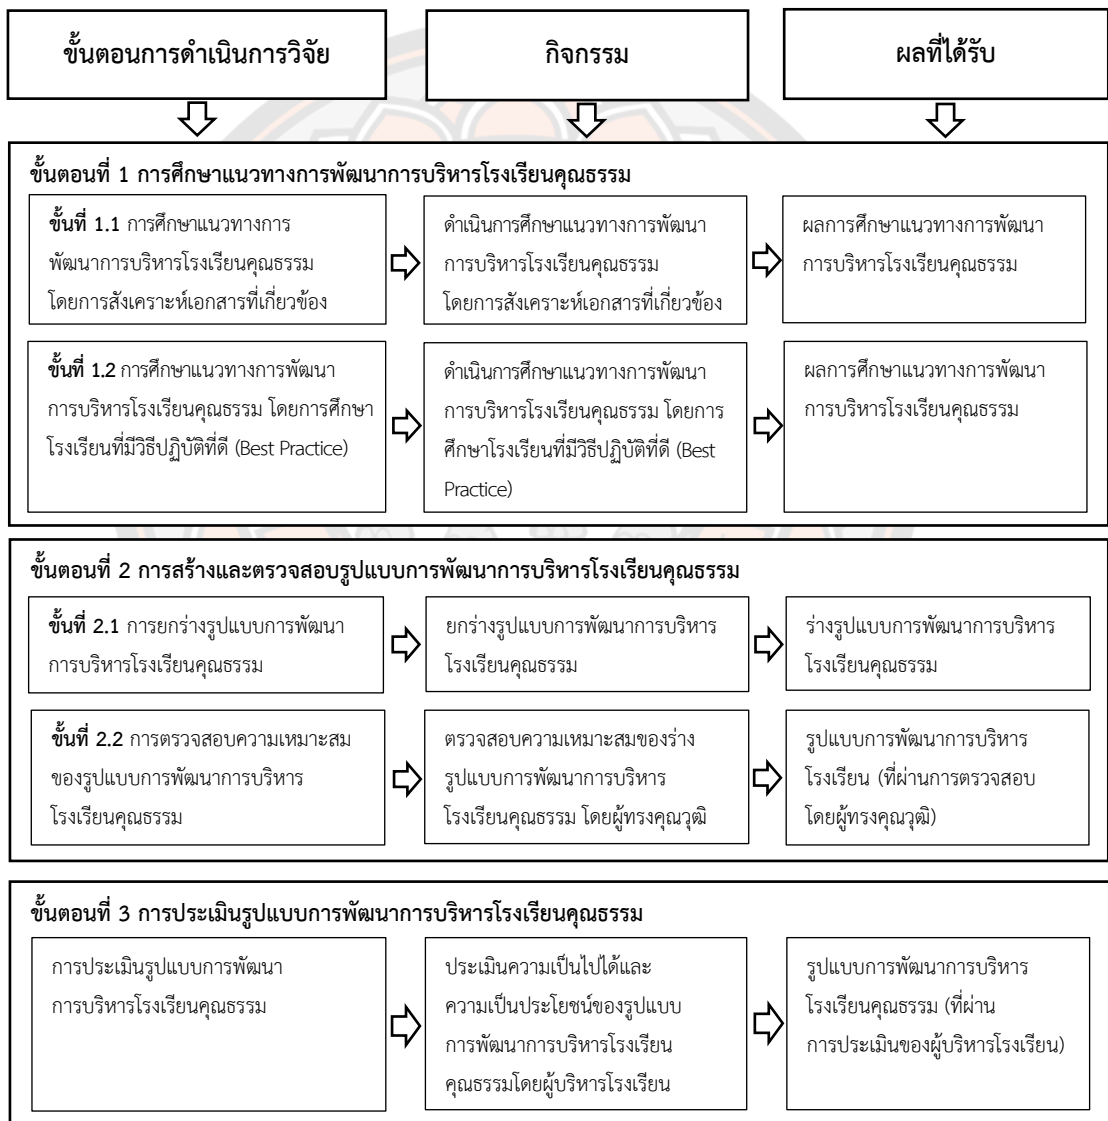 ขั้นตอนการดำเนินการวิจัย
กิจกรรม
ผลที่ได้รับ
ขั้นตอนที่ 1 การศึกษาแนวทางการพัฒนาการบริหารโรงเรียนคุณธรรม
ขั้นที่ 1.1 การศึกษาแนวทางการ
พัฒนาการบริหารโรงเรียนคุณธรรม
โดยการสังเคราะห์เอกสารที่เกี่ยวข้อง
ดำเนินการศึกษาแนวทางการพัฒนา
การบริหารโรงเรียนคุณธรรม
โดยการสังเคราะห์เอกสารที่เกี่ยวข้อง
ผลการศึกษาแนวทางการพัฒนา
การบริหารโรงเรียนคุณธรรม
ขั้นที่ 1.2 การศึกษาแนวทางการพัฒนา
การบริหารโรงเรียนคุณธรรม โดยการศึกษา
โรงเรียนที่มีวิธีปฏิบัติที่ดี (Best Practice)
ดำเนินการศึกษาแนวทางการพัฒนา
การบริหารโรงเรียนคุณธรรม โดยการ
ศึกษาโรงเรียนที่มีวิธีปฏิบัติที่ดี (Best
Practice)
ผลการศึกษาแนวทางการพัฒนา
การบริหารโรงเรียนคุณธรรม
ขั้นตอนที่ 2 การสร้างและตรวจสอบรูปแบบการพัฒนาการบริหารโรงเรียนคุณธรรม
ขั้นที่ 2.1 การยกร่างรูปแบบการพัฒนา
การบริหารโรงเรียนคุณธรรม
ยกร่างรูปแบบการพัฒนาการบริหาร
โรงเรียนคุณธรรม
ร่างรูปแบบการพัฒนาการบริหาร
โรงเรียนคุณธรรม
ขั้นที่ 2.2 การตรวจสอบความเหมาะสม
ของรูปแบบการพัฒนาการบริหาร
โรงเรียนคุณธรรม
ตรวจสอบความเหมาะสมของร่าง
รูปแบบการพัฒนาการบริหาร
โรงเรียนคุณธรรม โดยผู้ทรงคุณวุฒิ
รูปแบบการพัฒนาการบริหาร
โรงเรียน (ที่ผ่านการตรวจสอบ
โดยผู้ทรงคุณวุฒิ)
ขั้นตอนที่ 3 การประเมินรูปแบบการพัฒนาการบริหารโรงเรียนคุณธรรม
การประเมินรูปแบบการพัฒนา
การบริหารโรงเรียนคุณธรรม
ประเมินความเป็นไปได้และ
ความเป็นประโยชน์ของรูปแบบ
การพัฒนาการบริหารโรงเรียน
คุณธรรมโดยผู้บริหารโรงเรียน
รูปแบบการพัฒนาการบริหาร
โรงเรียนคุณธรรม (ที่ผ่าน
การประเมินของผู้บริหารโรงเรียน)